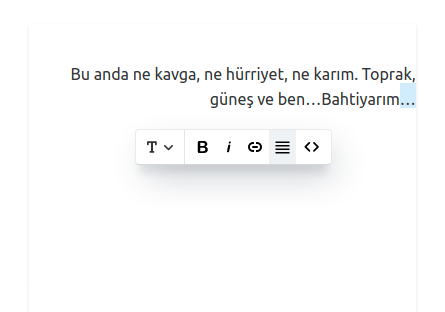 Bu anda ne kavga, ne hürriyet, ne karım. Toprak,
güneş ve ben…Bahtiyarım…
T B i